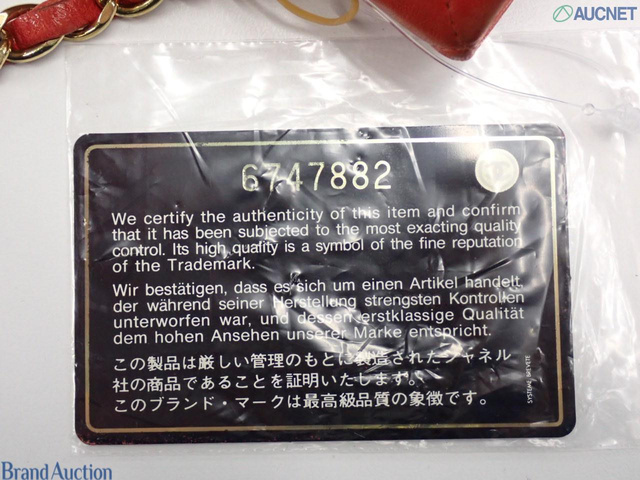 AUCNET
6747882
We certify the authenticity of this item and confirm
that it has been subjected to the most exacting quality
control. Its high quality is a symbol of the fine reputation
of the Trademark.
Wir bestätigen, dass es sich um einen Artikel handelt,
der während seiner Herstellung strengsten Kontrollen
unterworfen war, und dessen erstklassige Qualität
dem hohen Ansehen unserer Marke entspricht.
この製品は厳しい管理のもとに製造されたシャネル
社の商品であることを証明いたします。
このブランド・マークは最高級品質の象徴です。
SYSTEME BREVETE
Brand Auction